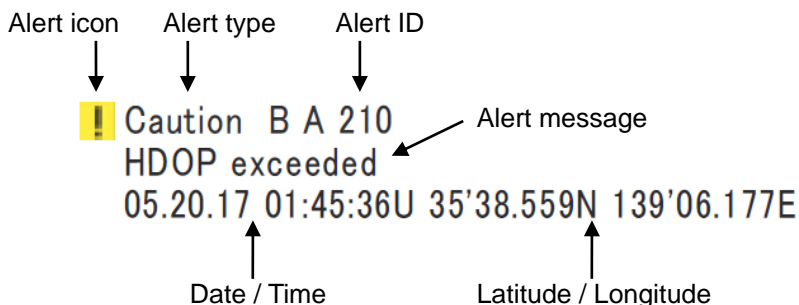 Alert icon Alert type Alert ID
! Caution B A 210
Alert message
HDOP exceeded
05.20.17 01:45:36U 35'38.559N 139'06.177E
Date / Time Latitude / Longitude